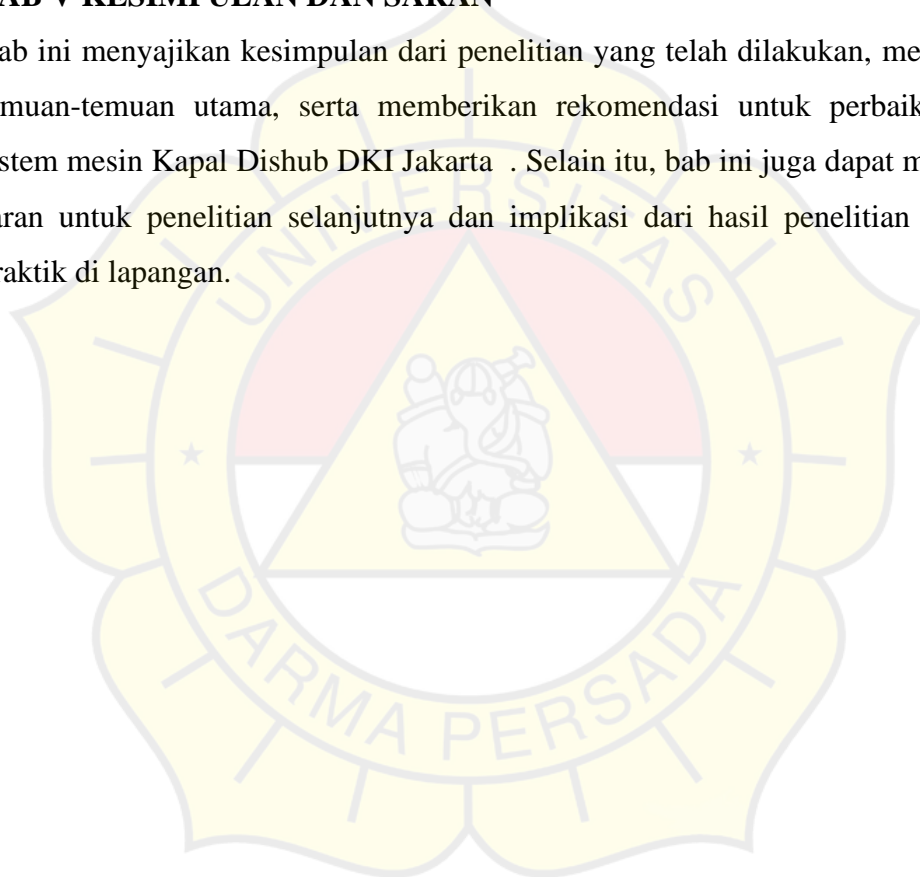 AB V KESIMPULAN DAN SARAN
ab ini menyajikan kesimpulan dari penelitian yang telah dilakukan, me
muan-temuan utama, serta memberikan rekomendasi untuk perbaik
istem mesin Kapal Dishub DKI Jakarta . Selain itu, bab ini juga dapat m
aran untuk penelitian selanjutnya dan implikasi dari hasil penelitian
raktik di lapangan.
UNIVERSITAS
DARMA PERSADA